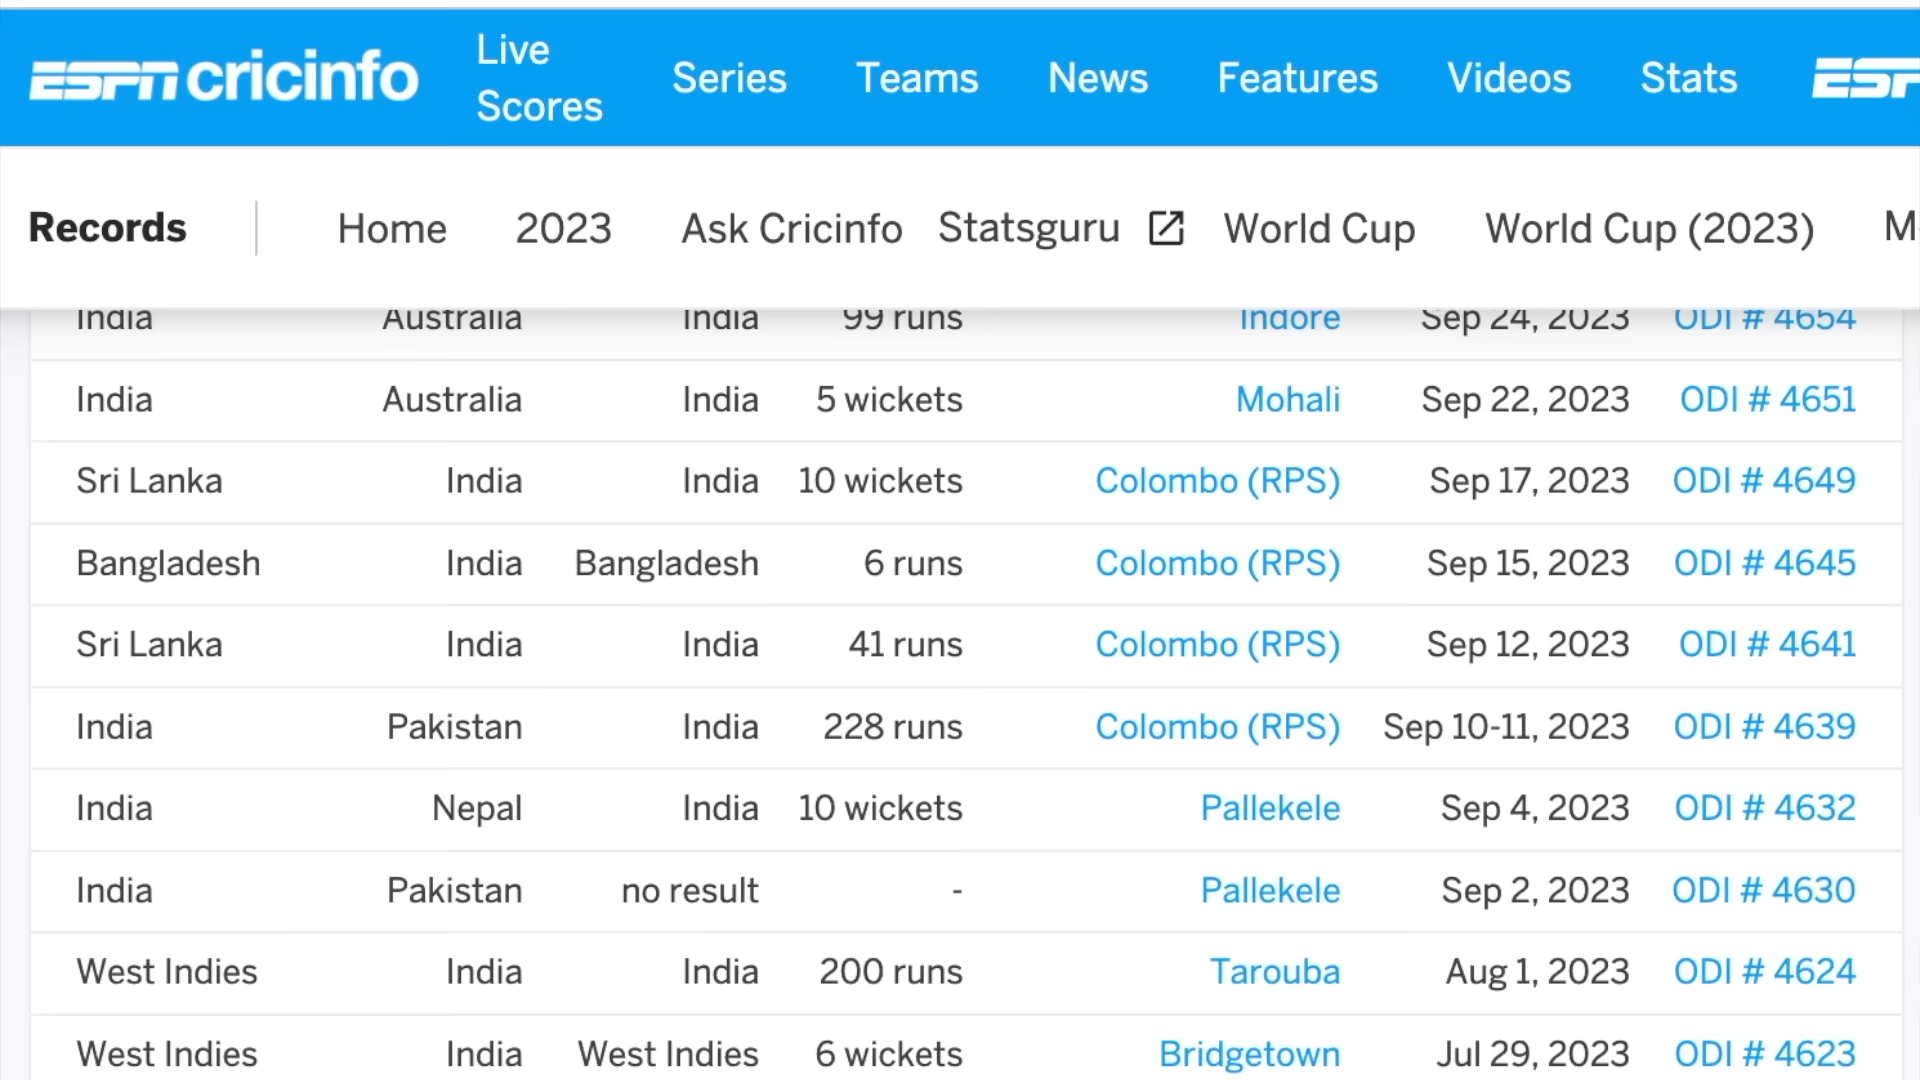 ESPN cricinfo Live Scores Series Teams News Features Videos Stats
Records Home 2023 Ask Cricinfo Statsguru World Cup World Cup (2023)
India Australia India 99 runs Indore Sep 24, 2023 ODI # 4654
India Australia India 5 wickets Mohali Sep 22, 2023 ODI # 4651
Sri Lanka India India 10 wickets Colombo (RPS) Sep 17, 2023 ODI # 4649
Bangladesh India Bangladesh 6 runs Colombo (RPS) Sep 15, 2023 ODI # 4645
Sri Lanka India India 41 runs Colombo (RPS) Sep 12, 2023 ODI # 4641
India Pakistan India 228 runs Colombo (RPS) Sep 10-11, 2023 ODI # 4639
India Nepal India 10 wickets Pallekele Sep 4, 2023 ODI # 4632
India Pakistan no result - Pallekele Sep 2, 2023 ODI # 4630
West Indies India India 200 runs Tarouba Aug 1, 2023 ODI # 4624
West Indies India West Indies 6 wickets Bridgetown Jul 29, 2023 ODI # 4623